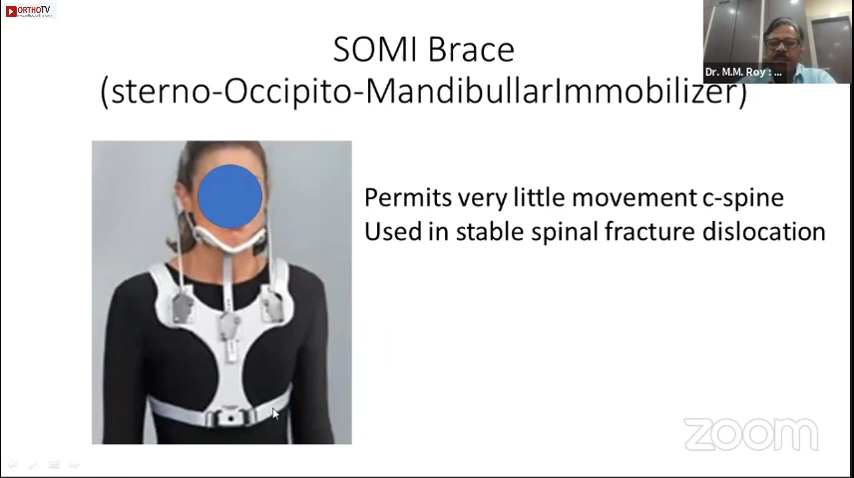 ORTHOTV
SOMI Brace
(sterno-Occipito-MandibullarImmobilizer)
Dr. M.M. Roy : ...
Permits very little movement c-spine
Used in stable spinal fracture dislocation
zoom